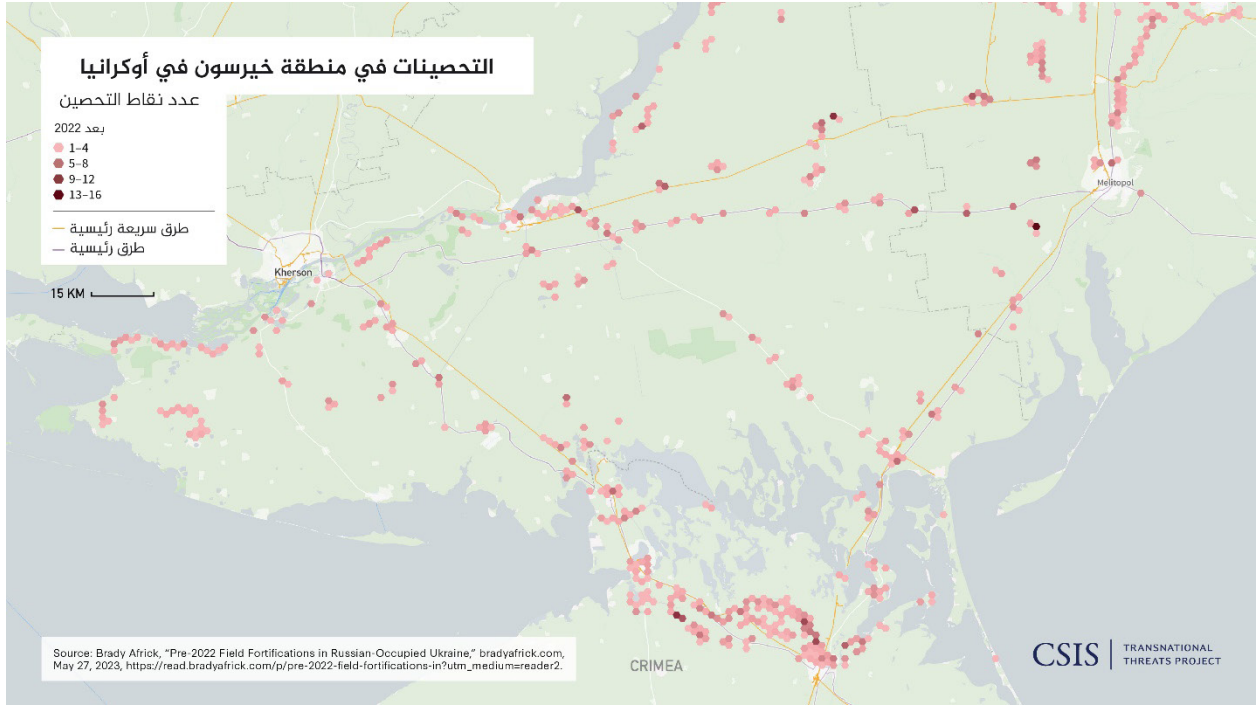 التحصينات في منطقة خيرسون في أوكرانيا
عدد نقاط التحصين
بعد 2022
1–4
5–8
9–12
13–16
طرق سريعة رئيسية
طرق رئيسية
Kherson
Melitopol
15 KM
Source: Brady Africk, “Pre-2022 Field Fortifications in Russian-Occupied Ukraine,” bradyafrick.com,
May 27, 2023, https://read.bradyafrick.com/p/pre-2022-field-fortifications-in?utm_medium=reader2.
CRIMEA
CSIS | TRANSNATIONAL
THREATS PROJECT